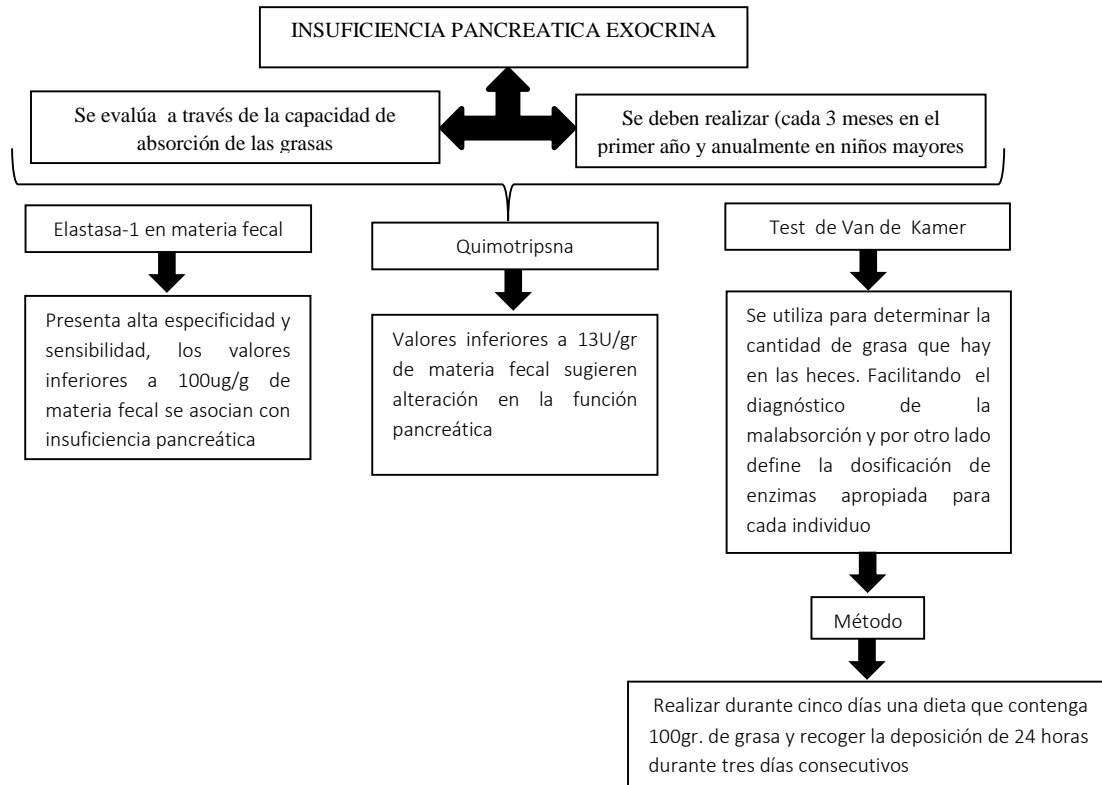 INSUFICIENCIA PANCREATICA EXOCRINA
Se evalúa a través de la capacidad de
absorción de las grasas
Se deben realizar (cada 3 meses en el
primer año y anualmente en niños mayores
Elastasa-1 en materia fecal
Quimotripsna
Test de Van de Kamer
Presenta alta especificidad y
sensibilidad, los valores
inferiores a 100ug/g de
materia fecal se asocian con
insuficiencia pancreática
Valores inferiores a 13U/gr
de materia fecal sugieren
alteración en la función
pancreática
Se utiliza para determinar la
cantidad de grasa que hay
en las heces. Facilitando el
diagnóstico de la
malabsorción y por otro lado
define la dosificación de
enzimas apropiada para
cada individuo
Método
Realizar durante cinco días una dieta que contenga
100gr. de grasa y recoger la deposición de 24 horas
durante tres días consecutivos